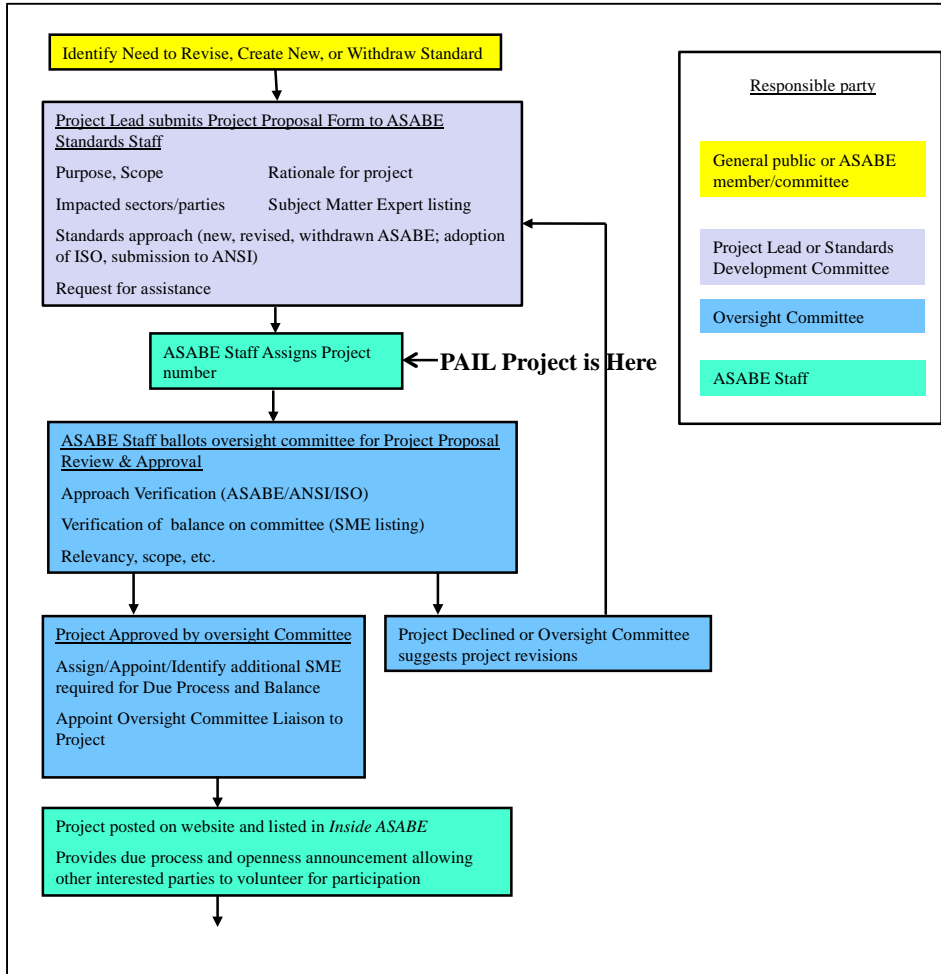 Identify Need to Revise, Create New, or Withdraw Standard
Project Lead submits Project Proposal Form to ASABE
Standards Staff
Purpose, Scope Rationale for project
Impacted sectors/parties Subject Matter Expert listing
Standards approach (new, revised, withdrawn ASABE; adoption
of ISO, submission to ANSI)
Request for assistance
ASABE Staff Assigns Project
number
PAIL Project is Here
ASABE Staff ballots oversight committee for Project Proposal
Review & Approval
Approach Verification (ASABE/ANSI/ISO)
Verification of balance on committee (SME listing)
Relevancy, scope, etc.
Project Approved by oversight Committee
Assign/Appoint/Identify additional SME
required for Due Process and Balance
Appoint Oversight Committee Liaison to
Project
Project Declined or Oversight Committee
suggests project revisions
Project posted on website and listed in Inside ASABE
Provides due process and openness announcement allowing
other interested parties to volunteer for participation
Responsible party
General public or ASABE
member/committee
Project Lead or Standards
Development Committee
Oversight Committee
ASABE Staff